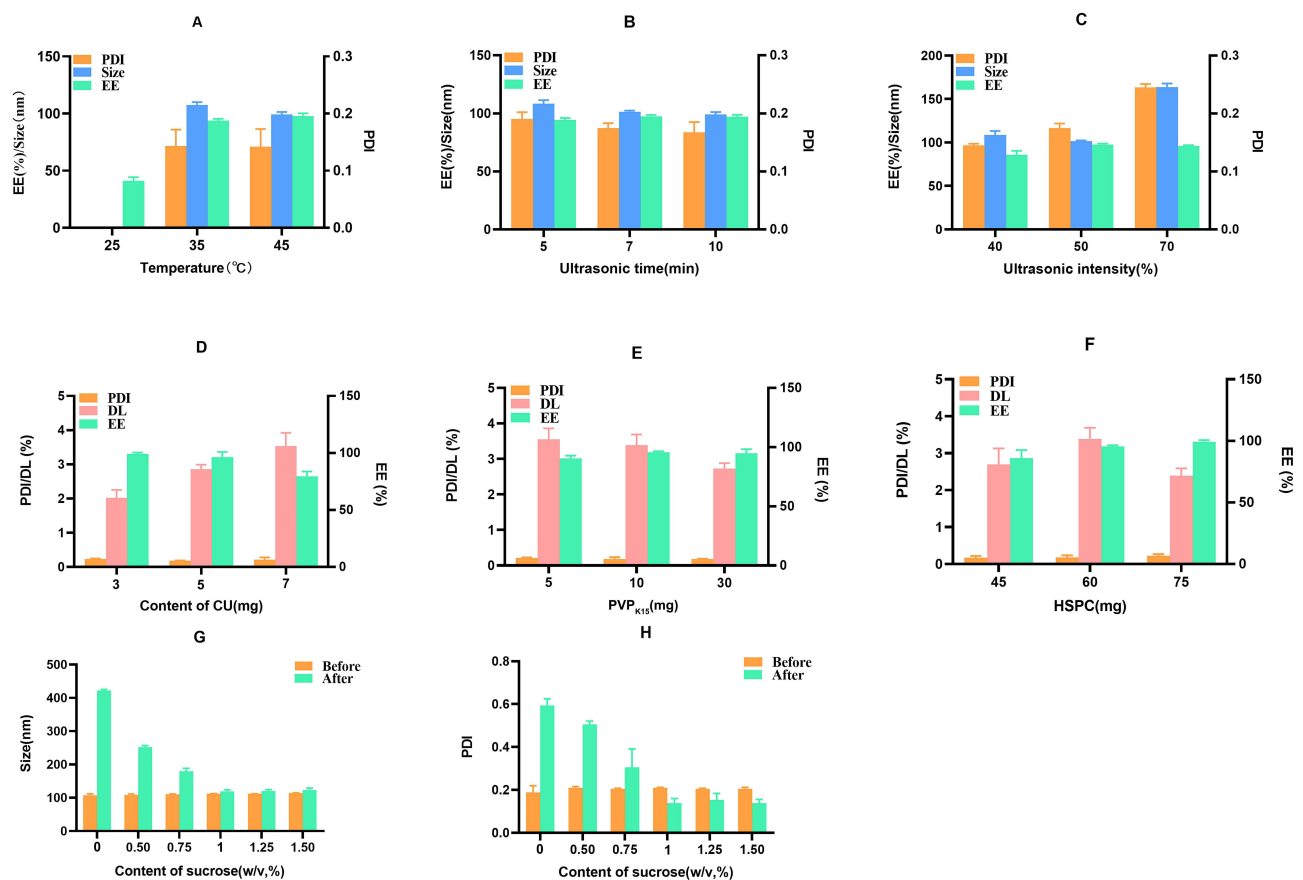 A
EE(%)/Size(nm)
150
100
50
0
PDI
Size
EE
0.3
0.2
0.1
0.0
PDI
25
35
45
Temperature(℃)
B
EE(%)/Size(nm)
150
100
50
0
PDI
Size
EE
0.3
0.2
0.1
0.0
PDI
5
7
10
Ultrasonic time(min)
C
EE(%)/Size(nm)
200
150
100
50
0
PDI
Size
EE
0.3
0.2
0.1
0.0
PDI
40
50
70
Ultrasonic intensity(%)
D
PDI/DL (%)
5
4
3
2
1
0
PDI
DL
EE
150
100
50
0
EE (%)
3
5
7
Content of CU(mg)
E
PDI/DL (%)
5
4
3
2
1
0
PDI
DL
EE
150
100
50
0
EE (%)
5
10
30
PVPK15(mg)
F
PDI/DL (%)
5
4
3
2
1
0
PDI
DL
EE
150
100
50
0
EE (%)
45
60
75
HSPC(mg)
G
Size(nm)
500
400
300
200
100
0
Before
After
0
0.50
0.75
1
1.25
1.50
Content of sucrose(w/v,%)
H
PDI
0.8
0.6
0.4
0.2
0.0
Before
After
0
0.50
0.75
1
1.25
1.50
Content of sucrose(w/v,%)